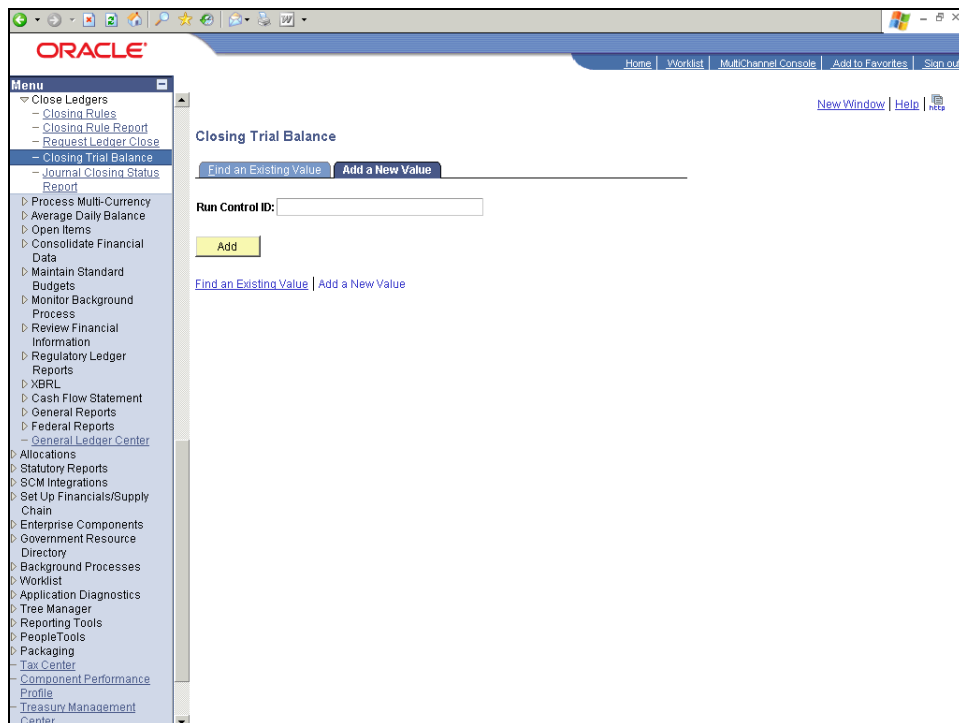 ORACLE'
Home | Worklist | MultiChannel Console | Add to Favorites | Sign out
Menu
Close Ledgers
Closing Rules
Closing Rule Report
Request Ledger Close
Closing Trial Balance
Journal Closing Status
Report
Process Multi-Currency
Average Daily Balance
Open Items
Consolidate Financial
Data
Maintain Standard
Budgets
Monitor Background
Process
Review Financial
Information
Regulatory Ledger
Reports
XBRL
Cash Flow Statement
General Reports
Federal Reports
General Ledger Center
Allocations
Statutory Reports
SCM Integrations
Set Up Financials/Supply
Chain
Enterprise Components
Government Resource
Directory
Background Processes
Worklist
Application Diagnostics
Tree Manager
Reporting Tools
PeopleTools
Packaging
Tax Center
Component Performance
Profile
Treasury Management
Center
New Window | Help | http
Closing Trial Balance
Find an Existing Value
Add a New Value
Run Control ID:
Add
Find an Existing Value | Add a New Value